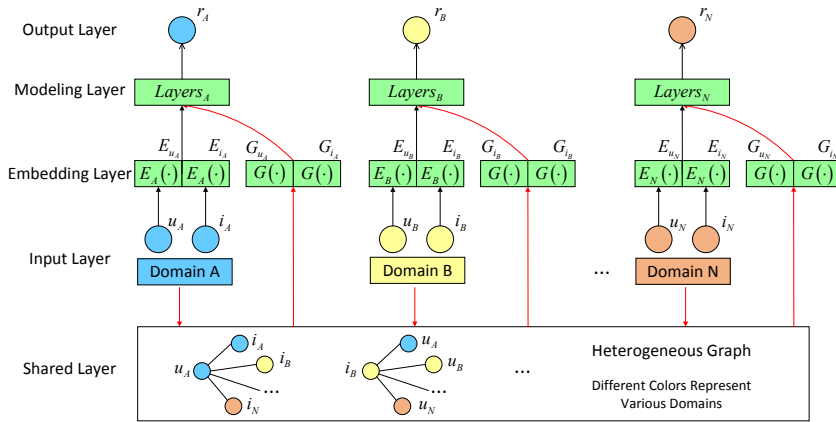 Output Layer r_A r_B r_N
Modeling Layer Layers_A Layers_B Layers_N
E_{u_A} E_{i_A} G_{u_A} G_{i_A} E_{u_B} E_{i_B} G_{i_B} G_{i_B} E_{u_N} E_{i_N} G_{u_N} G_{i_N}
Embedding Layer E_A(·) E_A(·) G(·) G(·) E_B(·) E_B(·) G(·) G(·) E_N(·) E_N(·) G(·) G(·)
u_A i_A u_B i_B u_N i_N
Input Layer
Domain A Domain B ... Domain N
Shared Layer
u_A i_A i_B ... i_N
i_B u_A u_B ... u_N
...
Heterogeneous Graph
Different Colors Represent
Various Domains